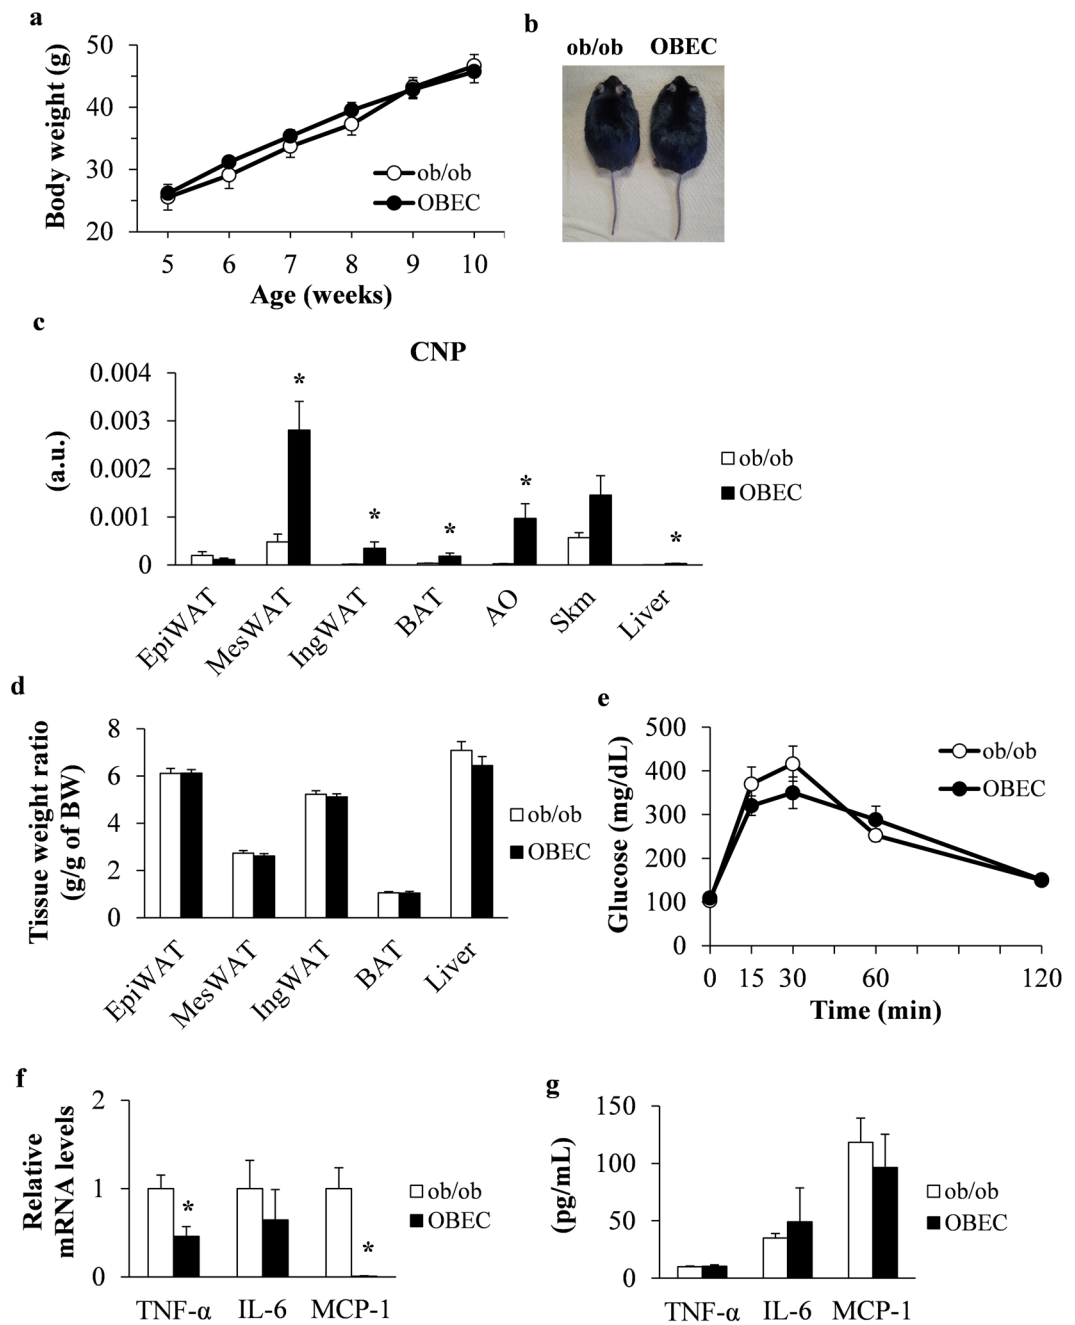 a
50
40
30
20
Body weight (g)
5 6 7 8 9 10
Age (weeks)
ob/ob
OBEC
b
ob/ob OBEC
c
CNP
0.004
0.003
0.002
0.001
0
(a.u.)
* * * * *
EpiWAT MesWAT IngWAT BAT AO Skm Liver
ob/ob
OBEC
d
8
6
4
2
0
Tissue weight ratio
(g/g of BW)
EpiWAT MesWAT IngWAT BAT Liver
ob/ob
OBEC
e
500
400
300
200
100
0
Glucose (mg/dL)
0 15 30 60 120
Time (min)
ob/ob
OBEC
f
2
1
0
Relative
mRNA levels
* *
TNF-α IL-6 MCP-1
ob/ob
OBEC
g
150
100
50
0
(pg/mL)
TNF-α IL-6 MCP-1
ob/ob
OBEC